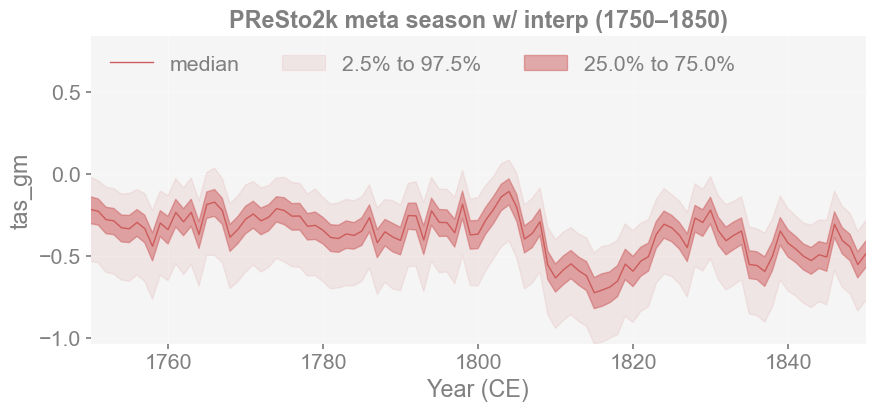 PReSto2k meta season w/ interp (1750–1850)
median 2.5% to 97.5% 25.0% to 75.0%
0.5
0.0
−0.5
−1.0
tas_gm
1760 1780 1800 1820 1840
Year (CE)